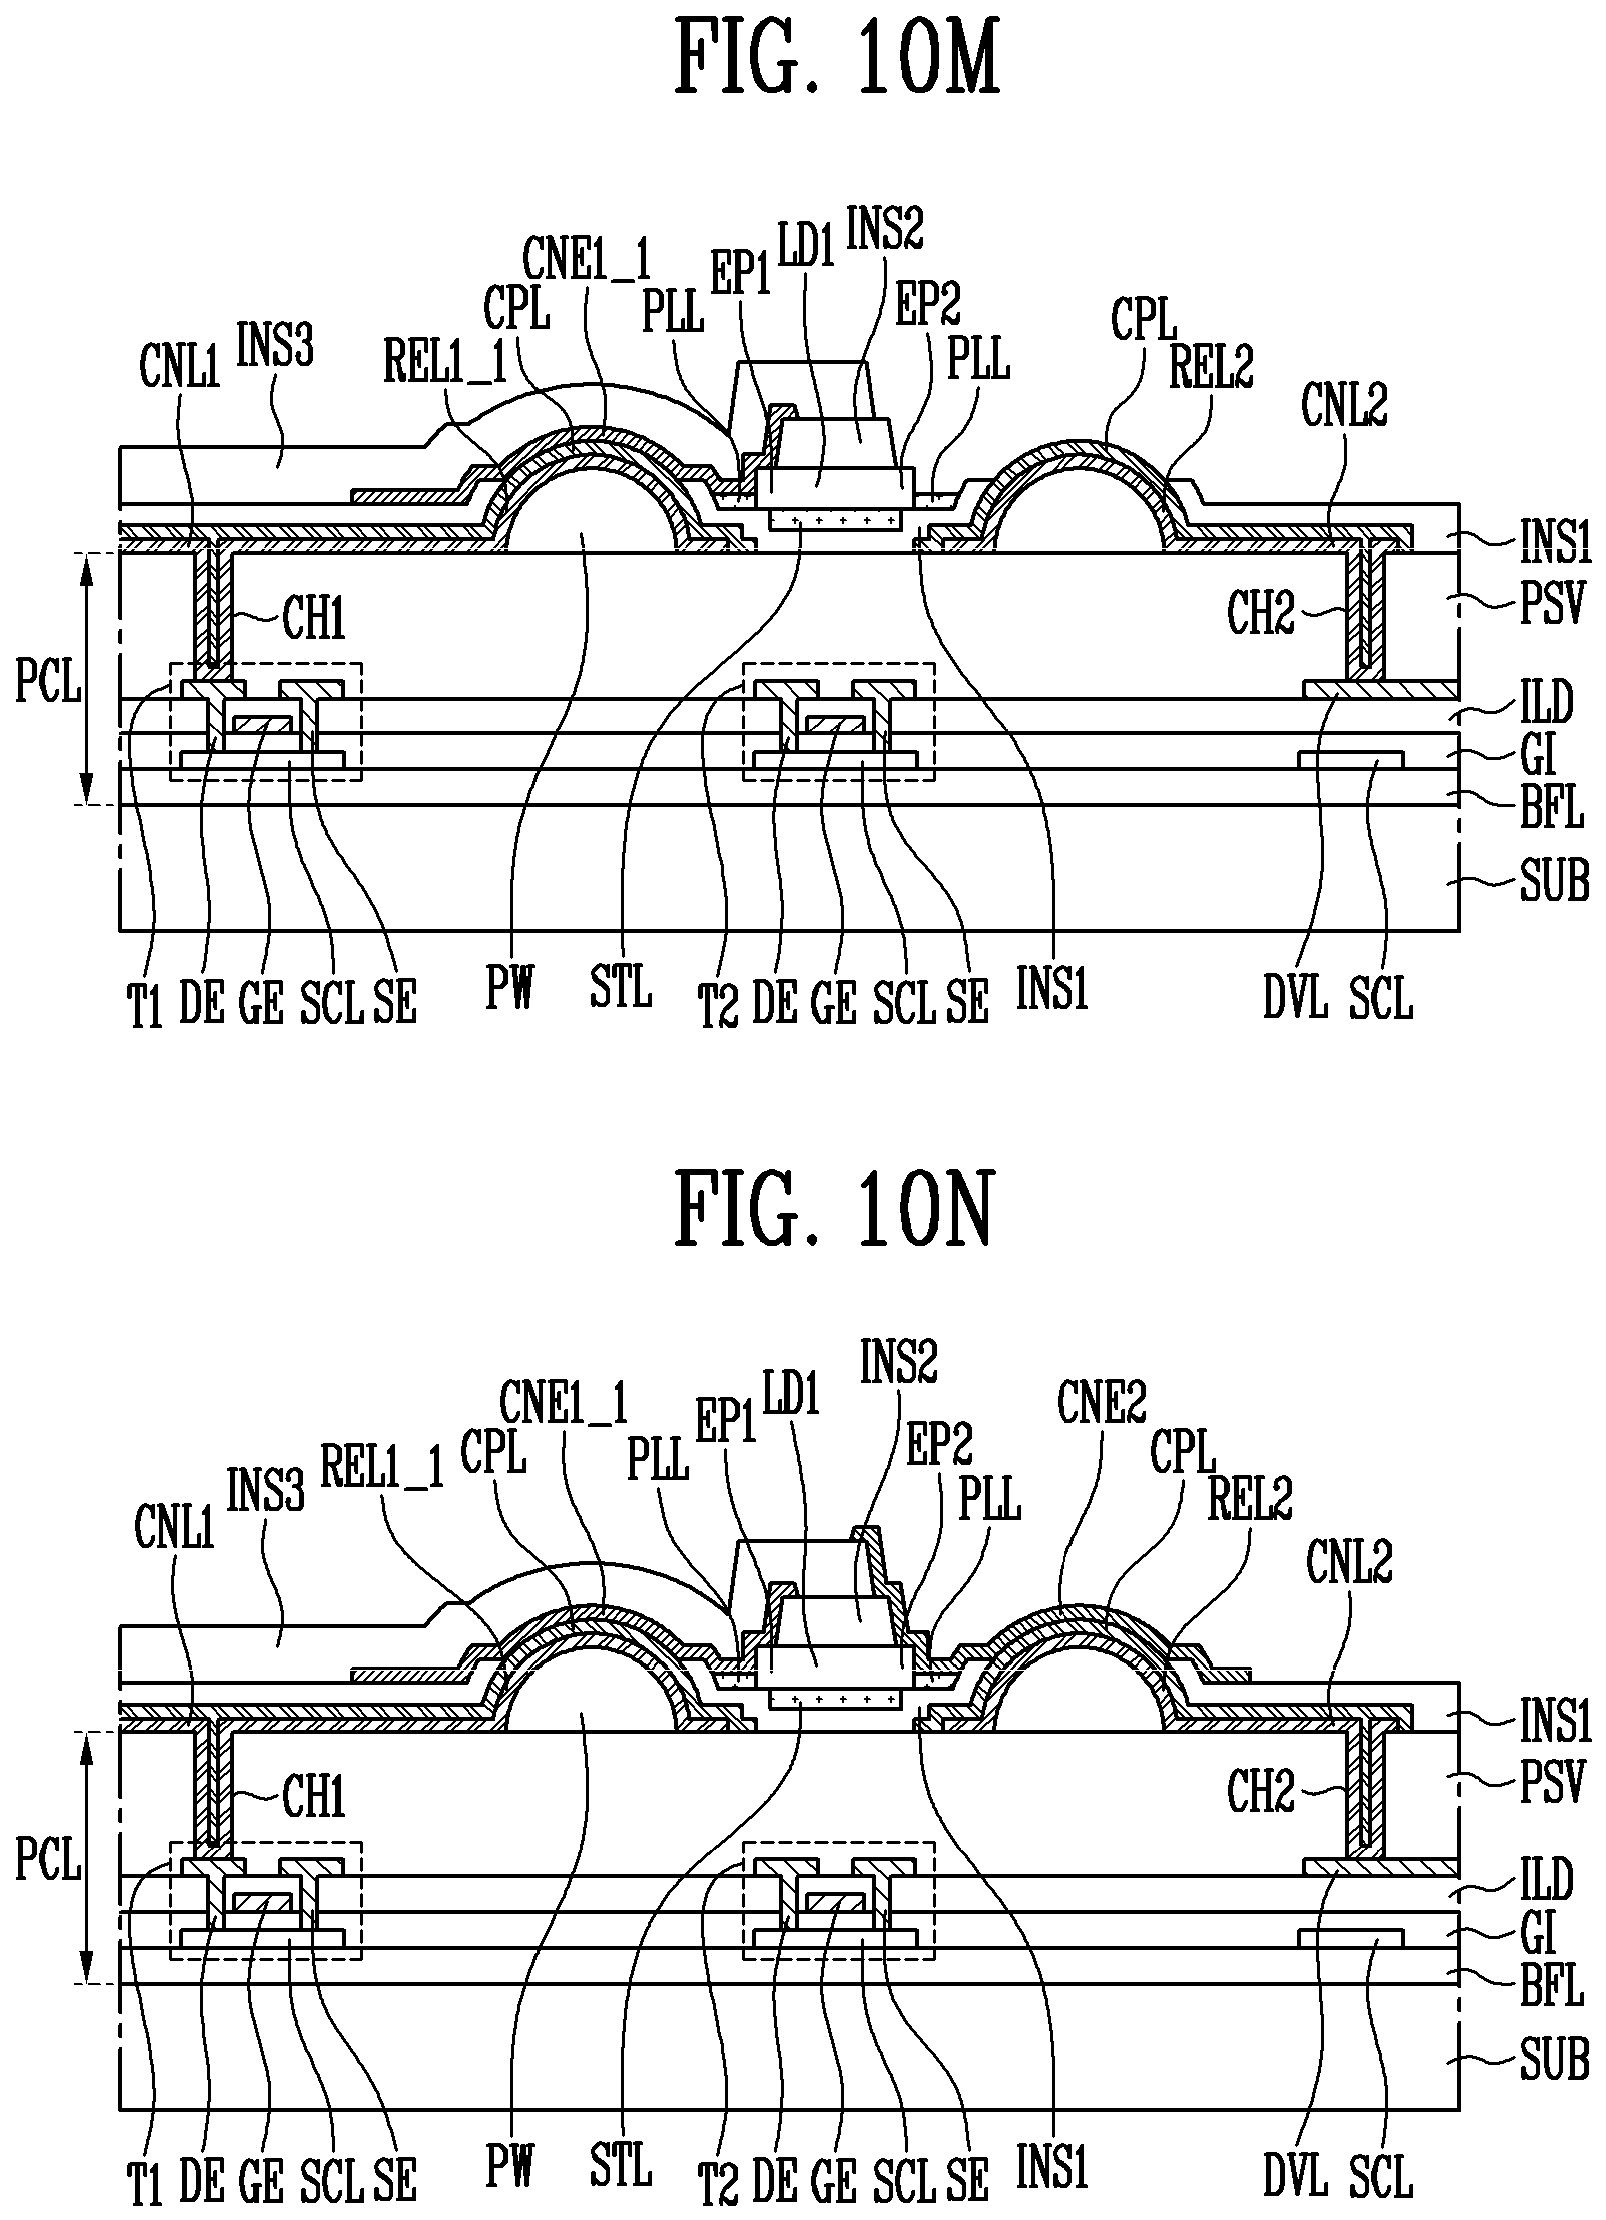 FIG. 10M
INS2
LD1
CNE1_1
EP1
CPL
PLL
EP2
CPL
INS3
CNL1
REL1_1
PLL
REL2
CNL2
INS1
CH1
CH2
PSV
PCL
ILD
GI
BFL
SUB
T1
DE
GE
SCL
SE
PW
STL
T2
DE
GE
SCL
SE
INS1
DVL
SCL
FIG. 10N
INS2
LD1
CNE1_1
EP1
CNE2
REL1_1
CPL
PLL
EP2
CPL
INS3
CNL1
PLL
REL2
CNL2
INS1
CH1
CH2
PSV
PCL
ILD
GI
BFL
SUB
T1
DE
GE
SCL
SE
PW
STL
T2
DE
GE
SCL
SE
INS1
DVL
SCL